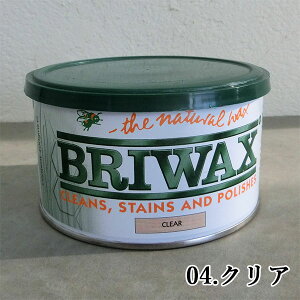 - the natural wax
BRIWAX
CLEANS, STAINS AND POLISHES
CLEAR
04.クリア